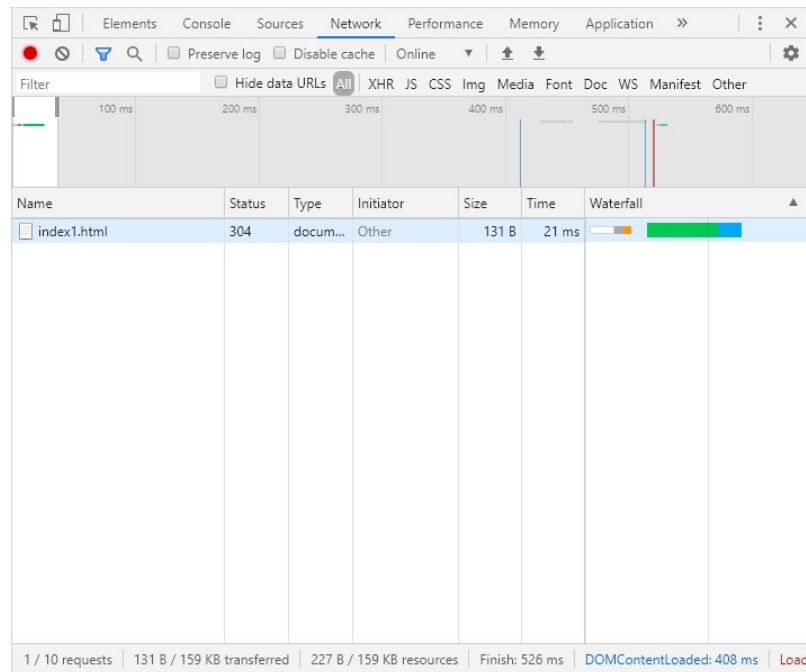 Elements Console Sources Network Performance Memory Application »
Preserve log Disable cache Online
Filter Hide data URLs All XHR JS CSS Img Media Font Doc WS Manifest Other
100 ms 200 ms 300 ms 400 ms 500 ms 600 ms
Name Status Type Initiator Size Time Waterfall
index1.html 304 docum... Other 131 B 21 ms
1 / 10 requests 131 B / 159 KB transferred 227 B / 159 KB resources Finish: 526 ms DOMContentLoaded: 408 ms Load